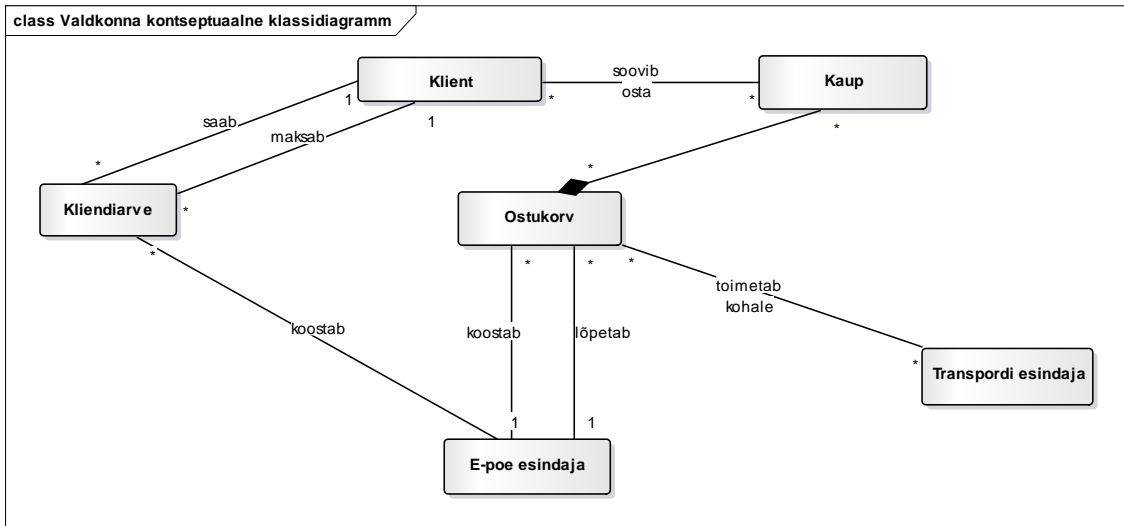 class Valdkonna kontseptuaalne klassidiagramm
Klient
Kaup
soovib
osta
1
*
*
saab
maksab
1
*
*
*
Kliendiarve
*
Ostukorv
*
*
*
*
toimetab
kohale
koostab
koostab
lõpetab
*
Transpordi esindaja
1
1
E-poe esindaja